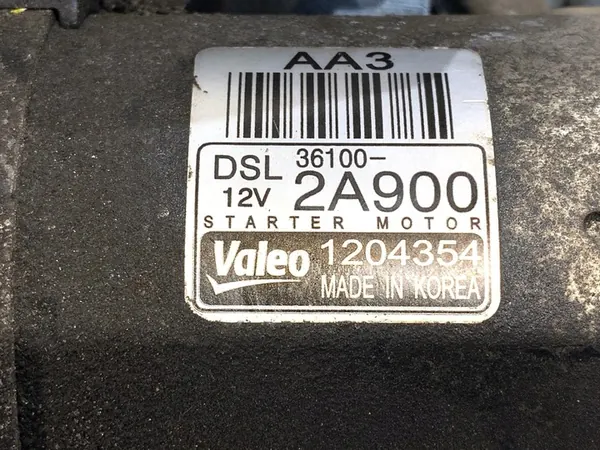 AA3
DSL 36100-
12V 2A900
STARTER MOTOR
Valeo 1204354
MADE IN KOREA